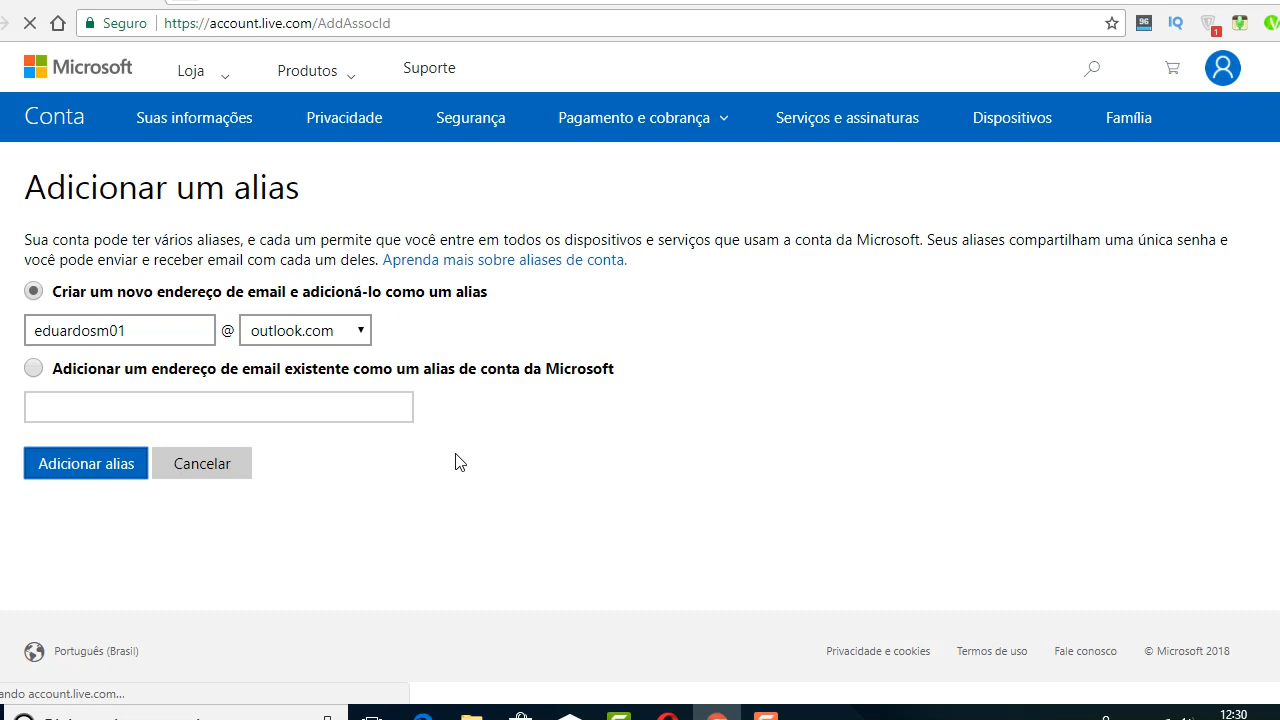 Seguro https://account.live.com/AddAssocId
96 IQ 1
Microsoft Loja Produtos Suporte
Conta Suas informações Privacidade Segurança Pagamento e cobrança Serviços e assinaturas Dispositivos Família
Adicionar um alias
Sua conta pode ter vários aliases, e cada um permite que você entre em todos os dispositivos e serviços que usam a conta da Microsoft. Seus aliases compartilham uma única senha e
você pode enviar e receber email com cada um deles. Aprenda mais sobre aliases de conta.
Criar um novo endereço de email e adicioná-lo como um alias
eduardosm01 @ outlook.com
Adicionar um endereço de email existente como um alias de conta da Microsoft
Adicionar alias Cancelar
Português (Brasil) Privacidade e cookies Termos de uso Fale conosco © Microsoft 2018
ando account.live.com...
12:30